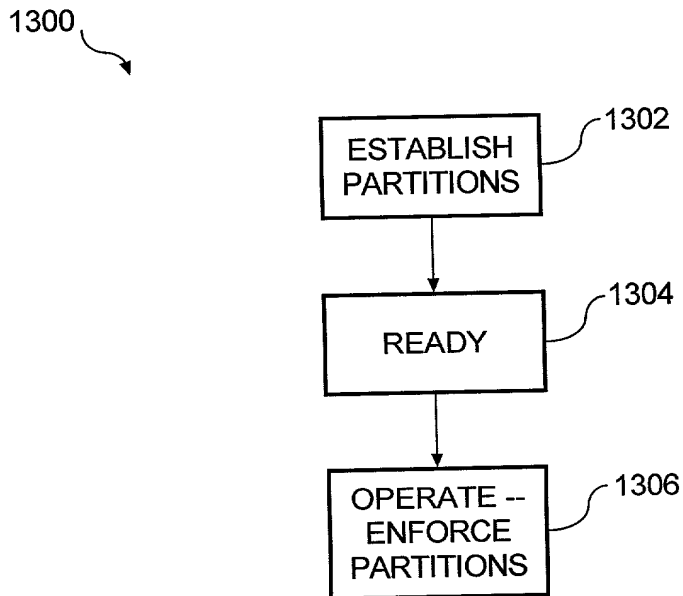 1300
1302
ESTABLISH
PARTITIONS
1304
READY
1306
OPERATE --
ENFORCE
PARTITIONS